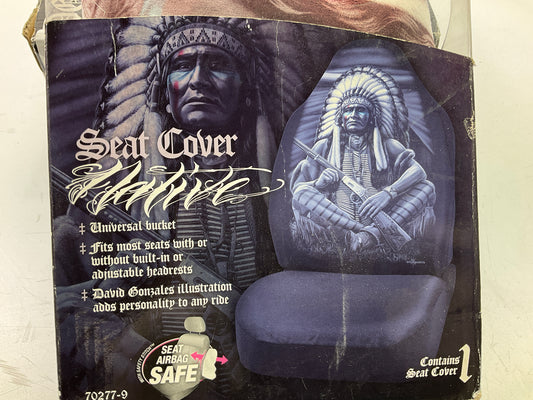 Seat Cover
Native
‡ Universal bucket
‡ Fits most seats with or
without built-in or
adjustable headrests
‡ David Gonzales illustration
adds personality to any ride
SEAT
AIRBAG
SAFE
Contains 1
Seat Cover
70277-9